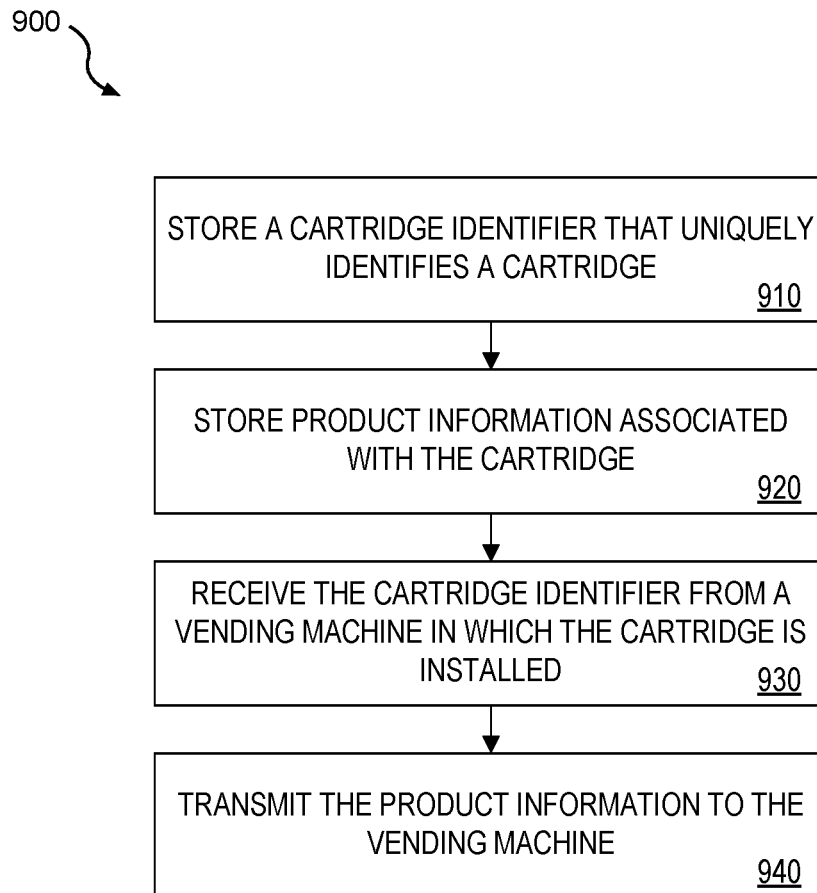 900
STORE A CARTRIDGE IDENTIFIER THAT UNIQUELY
IDENTIFIES A CARTRIDGE
910
STORE PRODUCT INFORMATION ASSOCIATED
WITH THE CARTRIDGE
920
RECEIVE THE CARTRIDGE IDENTIFIER FROM A
VENDING MACHINE IN WHICH THE CARTRIDGE IS
INSTALLED
930
TRANSMIT THE PRODUCT INFORMATION TO THE
VENDING MACHINE
940